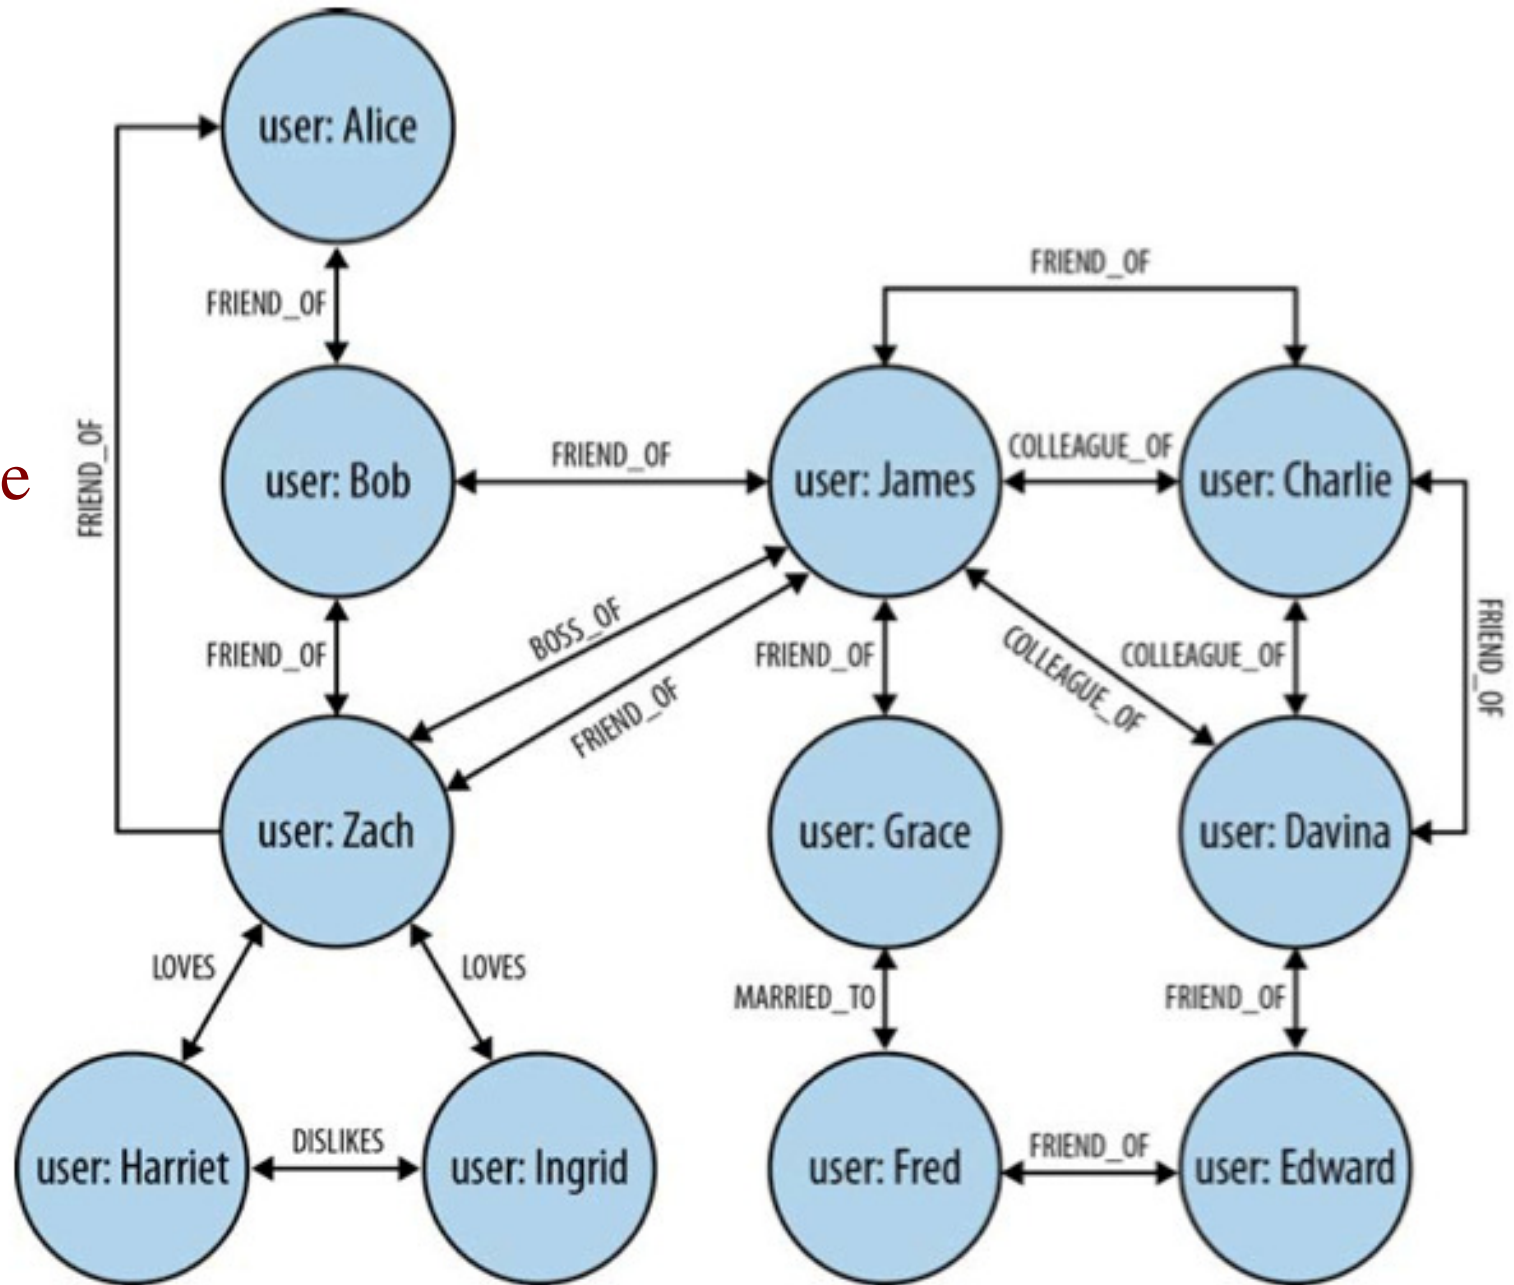 user: Alice
FRIEND_OF
FRIEND_OF
FRIEND_OF
e
user: Bob
FRIEND_OF
user: James
COLLEAGUE_OF
user: Charlie
FRIEND_OF
BOSS_OF
FRIEND_OF
FRIEND_OF
COLLEAGUE_OF
COLLEAGUE_OF
FRIEND_OF
user: Zach
user: Grace
user: Davina
LOVES
LOVES
MARRIED_TO
FRIEND_OF
user: Harriet
DISLIKES
user: Ingrid
user: Fred
FRIEND_OF
user: Edward